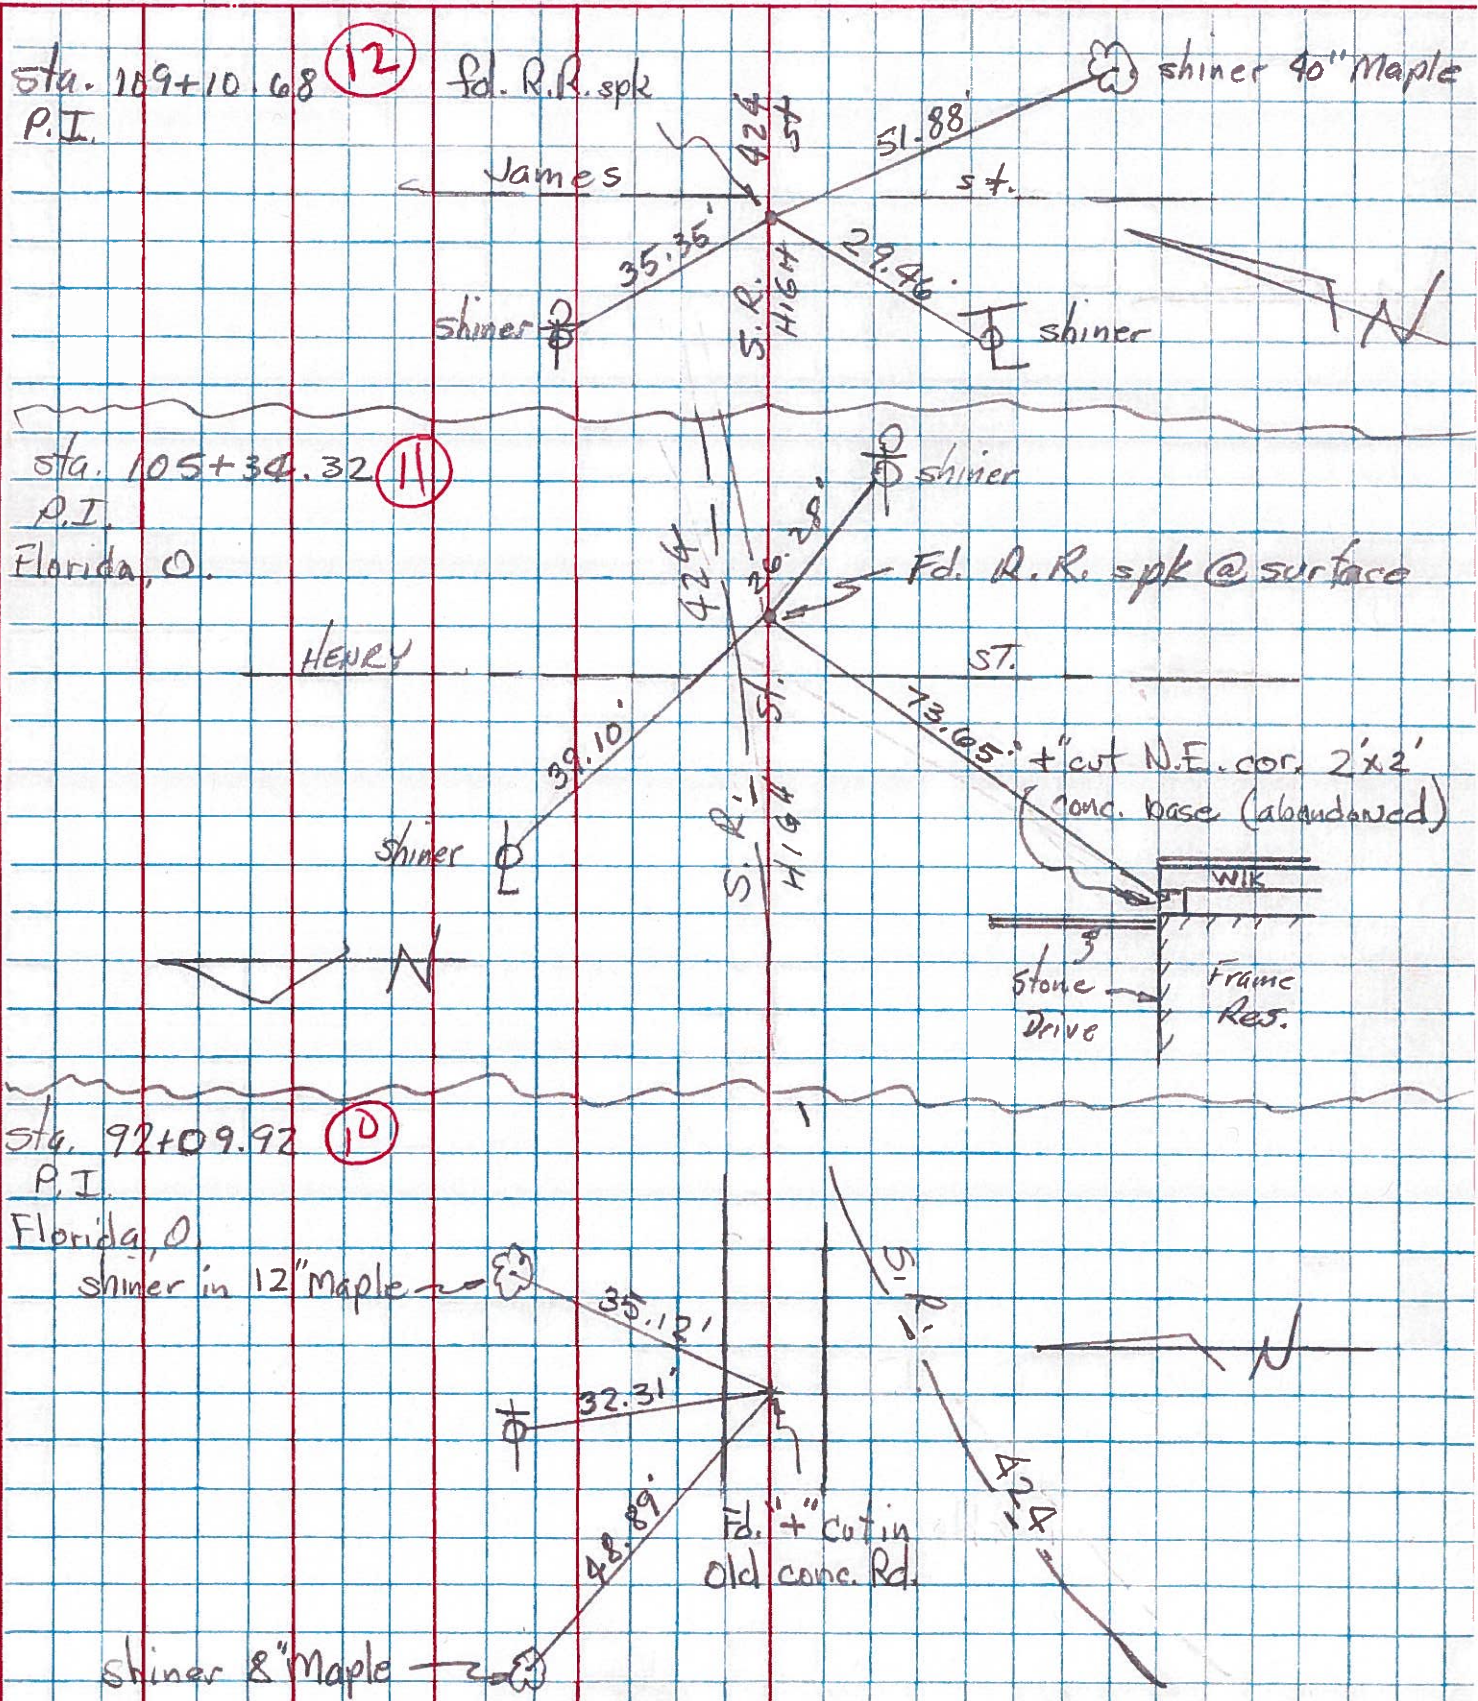 sta. 109+10.68 12 fd. R.R. spk
P.I.
shiner 40" Maple
51.88'
424
St
James st.
35.35'
29.46'
S.R.
HIGH
shiner
shiner
N
sta. 105+34.32 11
P.I.
Florida, O.
shiner
26.28'
424
Fd. R.R. spk @ surface
HENRY ST.
39.10'
73.65'
St.
"+" cut N.E. cor. 2'x2'
conc. base (abandoned)
S.R.
HIGH
shiner
Wlk
N
Stone
Drive
Frame
Res.
sta. 92+09.92 10
P.I.
Florida, O.
shiner in 12" Maple
35.12'
S.R.
N
32.31'
424
48.89'
Fd. "+" cut in
Old conc. Rd.
shiner 8" Maple